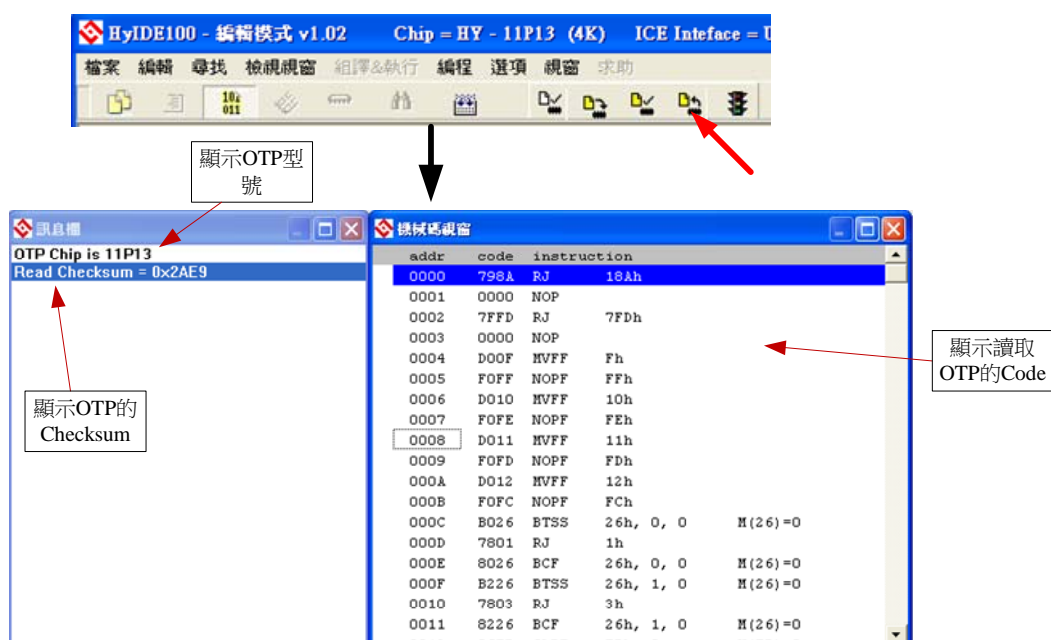 HyIDE100 - 編輯模式 v1.02 Chip = HY - 11P13 (4K) ICE Inteface = U
檔案 編輯 尋找 檢視視窗 組譯&執行 編程 選項 視窗 求助
顯示OTP型
號
訊息欄
OTP Chip is 11P13
Read Checksum = 0x2AE9
顯示OTP的
Checksum
機械碼視窗
addr code instruction
0000 798A RJ 18Ah
0001 0000 NOP
0002 7FFD RJ 7FDh
0003 0000 NOP
0004 D00F MVFF Fh
0005 F0FF NOPF FFh
0006 D010 MVFF 10h
0007 F0FE NOPF FEh
0008 D011 MVFF 11h
0009 F0FD NOPF FDh
000A D012 MVFF 12h
000B F0FC NOPF FCh
000C B026 BTSS 26h, 0, 0 M(26)=0
000D 7801 RJ 1h
000E 8026 BCF 26h, 0, 0 M(26)=0
000F B226 BTSS 26h, 1, 0 M(26)=0
0010 7803 RJ 3h
0011 8226 BCF 26h, 1, 0 M(26)=0
顯示讀取
OTP的Code